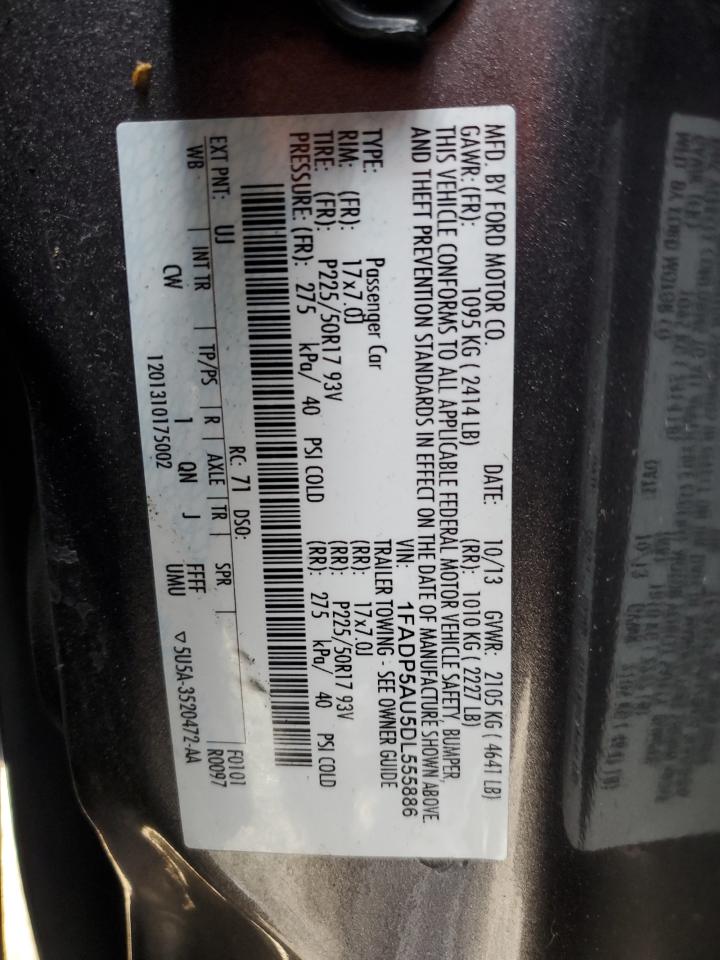 MFD. BY FORD MOTOR CO. DATE: 10/13 GVWR: 2105 KG ( 4641 LB)
GAWR: (FR): 1095 KG ( 2414 LB) (RR): 1010 KG ( 2227 LB)
THIS VEHICLE CONFORMS TO ALL APPLICABLE FEDERAL MOTOR VEHICLE SAFETY, BUMPER,
AND THEFT PREVENTION STANDARDS IN EFFECT ON THE DATE OF MANUFACTURE SHOWN ABOVE.
VIN: 1FADP5AU5DL555886
TYPE: Passenger Car TRAILER TOWING - SEE OWNER GUIDE
RIM: (FR): 17x7.0J (RR): 17x7.0J
TIRE: (FR): P225/50R17 93V (RR): P225/50R17 93V
PRESSURE: (FR): 275 kPa/ 40 PSI COLD (RR): 275 kPa/ 40 PSI COLD
F0101
EXT PNT: UJ RC: 71 DSO: R0097
WB | INT TR | TP/PS | R | AXLE | TR | SPR |
CW 1 QN J FFFF UMU
1201310175002 5U5A-3520472-AA